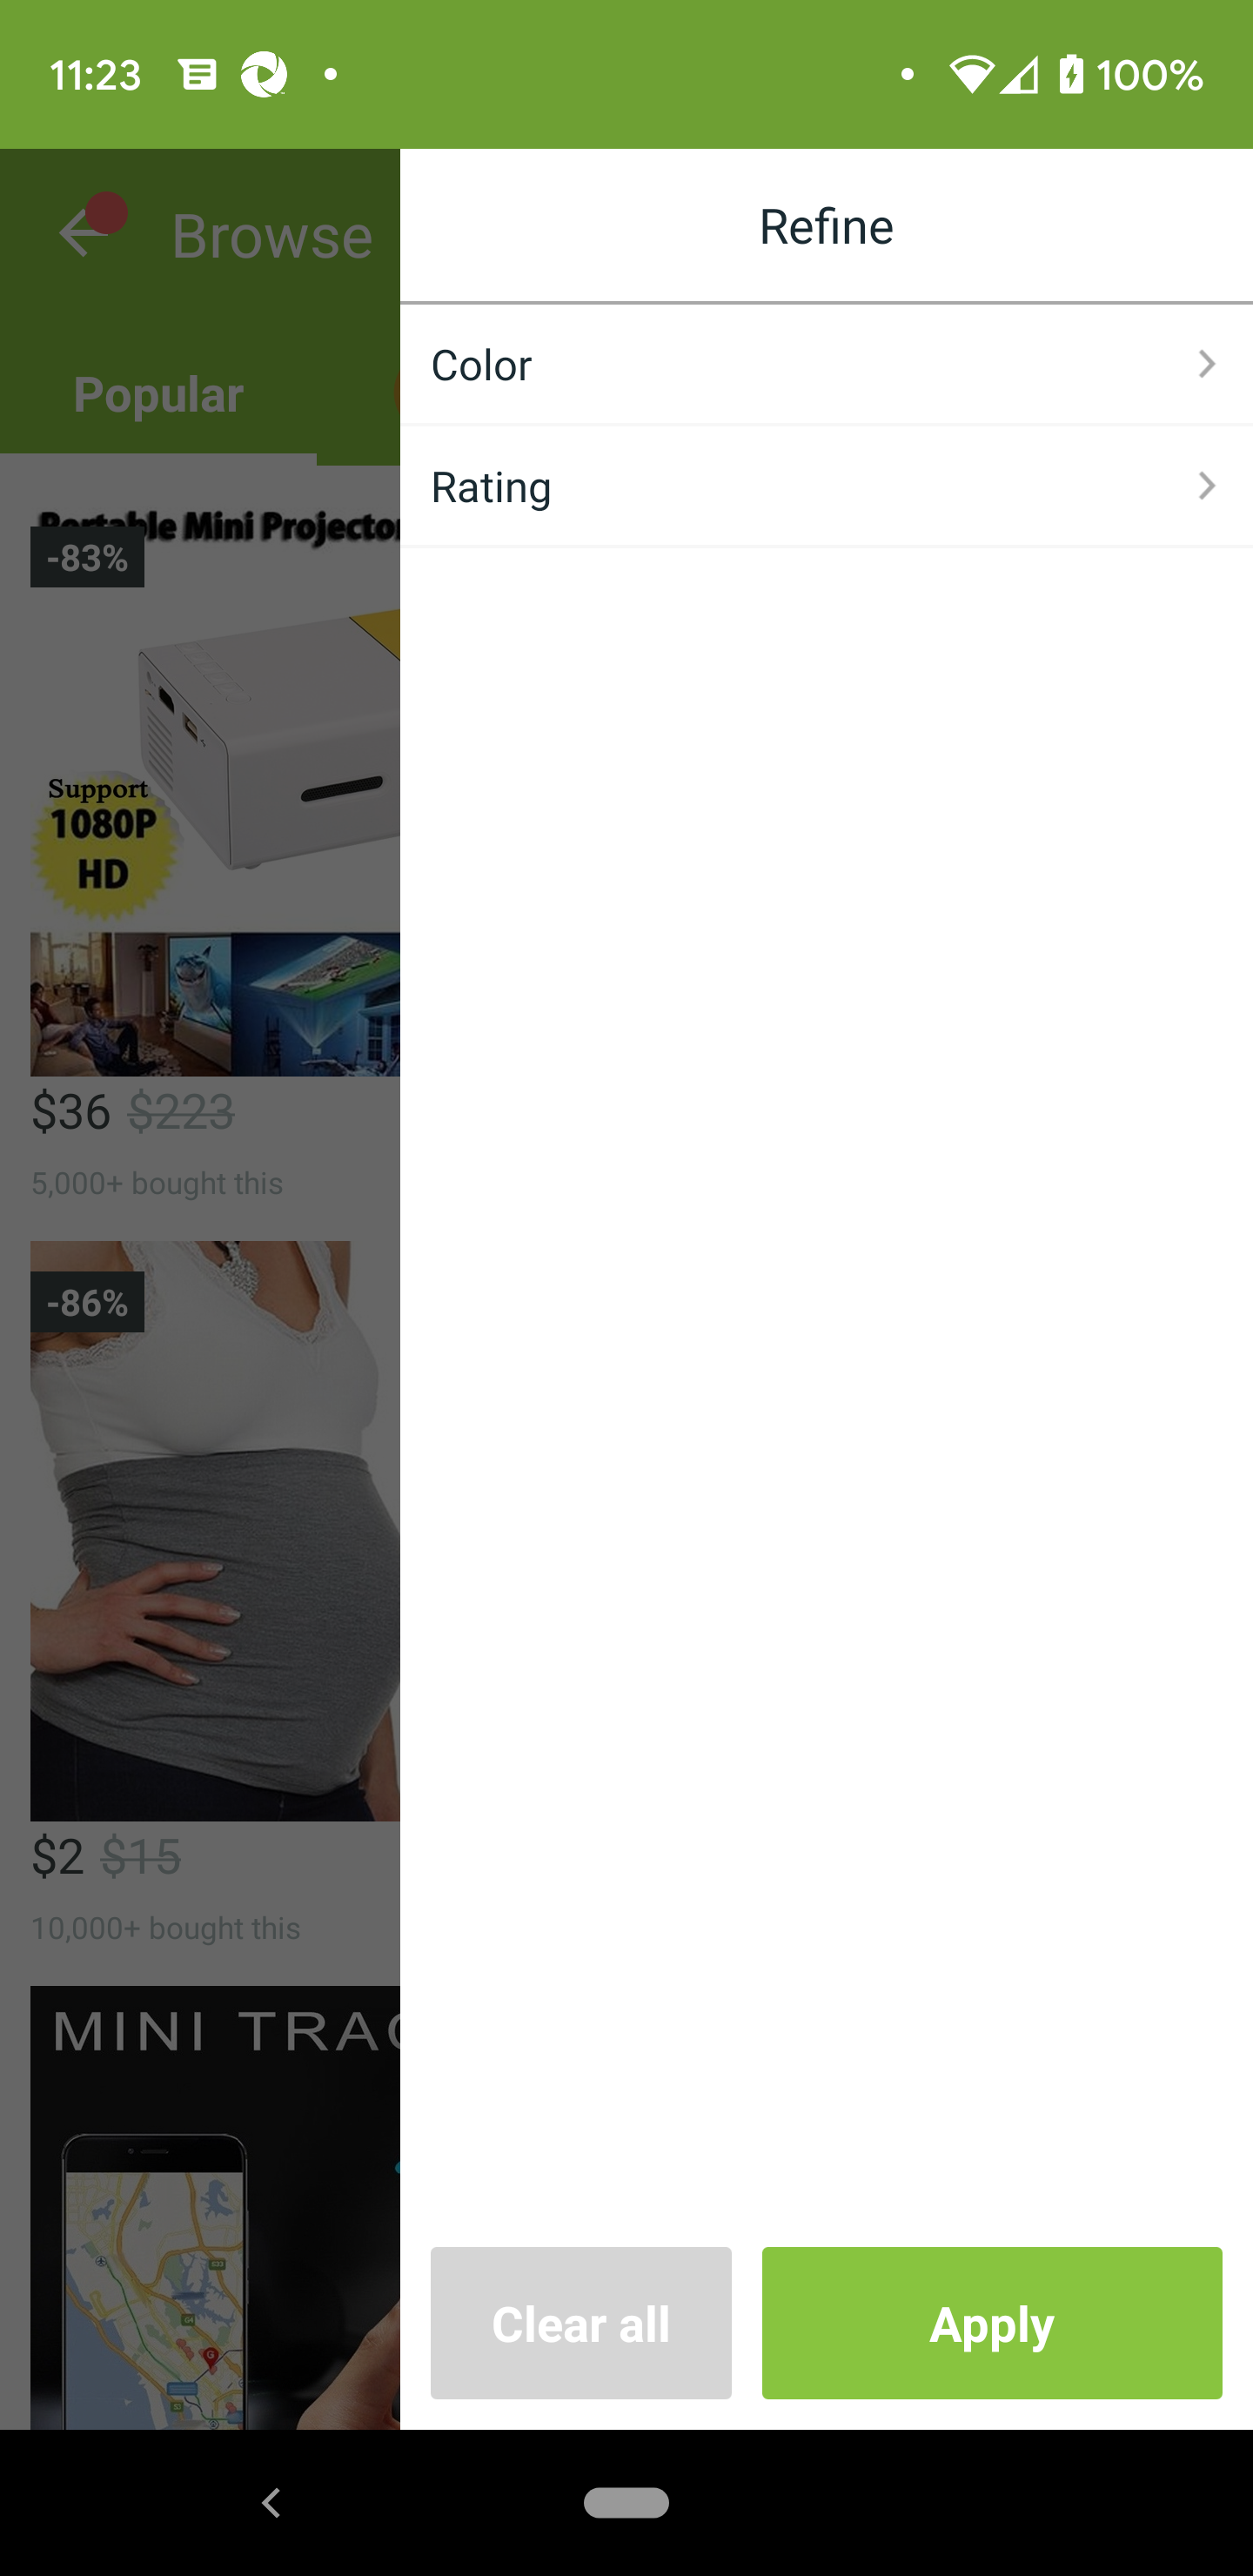 11:23
100%
Browse
Refine
Popular
Color
Rating
Portable Mini Projector
-83%
Support
1080P
HD
$36 $223
5,000+ bought this
-86%
$2 $15
10,000+ bought this
MINI TRAC
Clear all
Apply